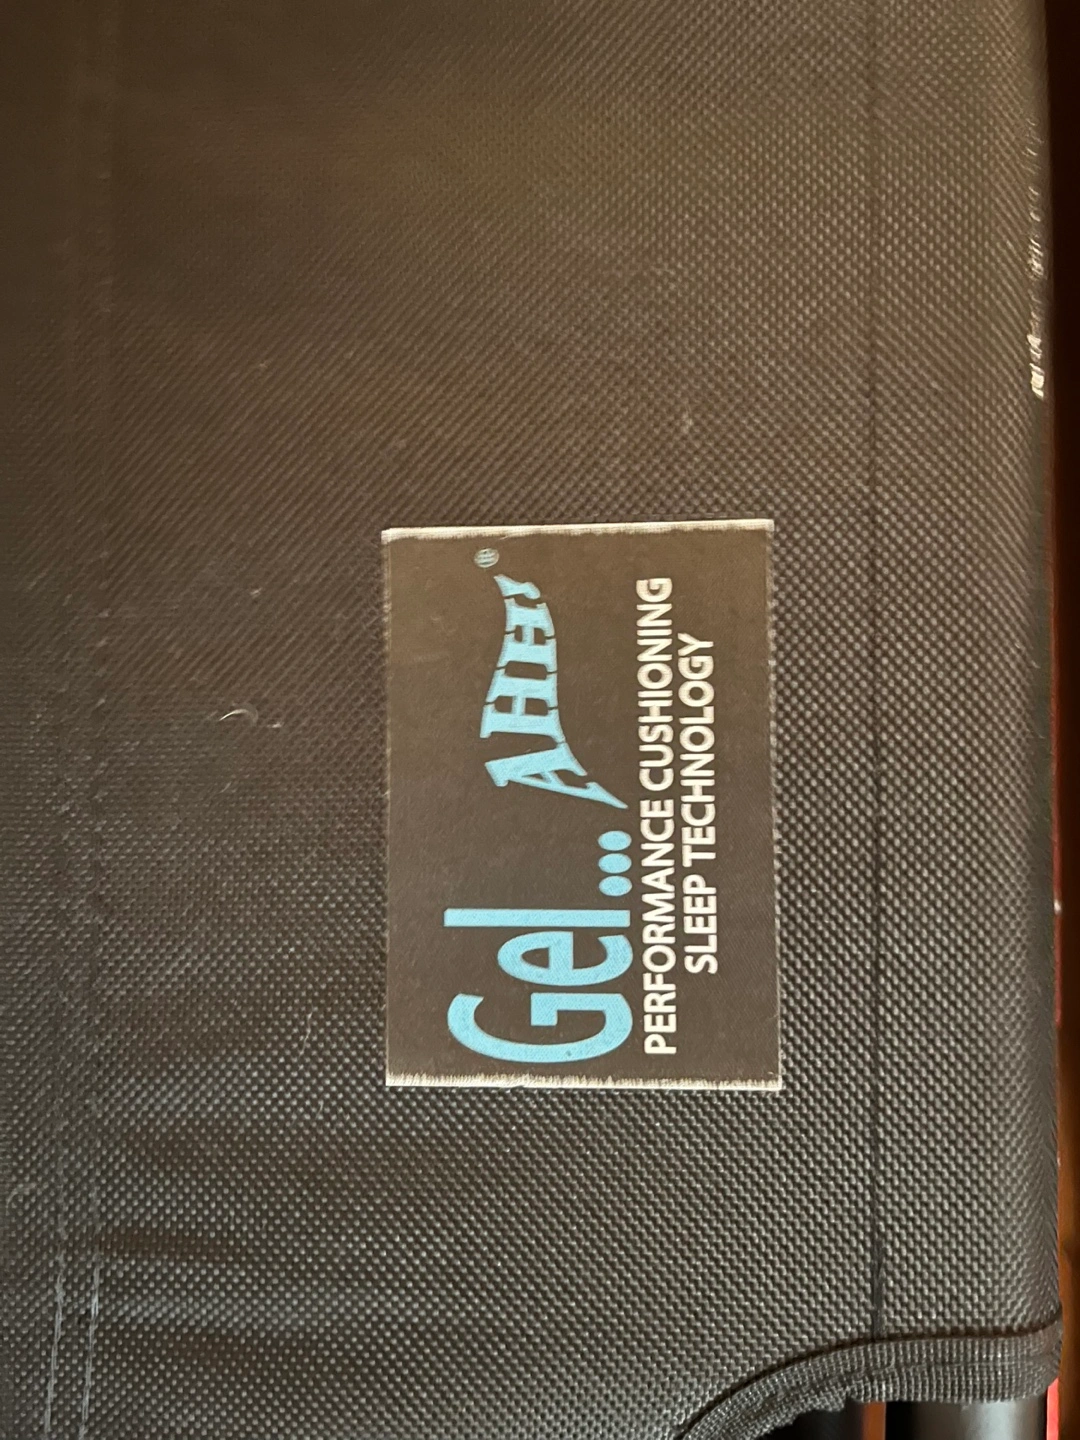 Gel... AHH!®
PERFORMANCE CUSHIONING
SLEEP TECHNOLOGY